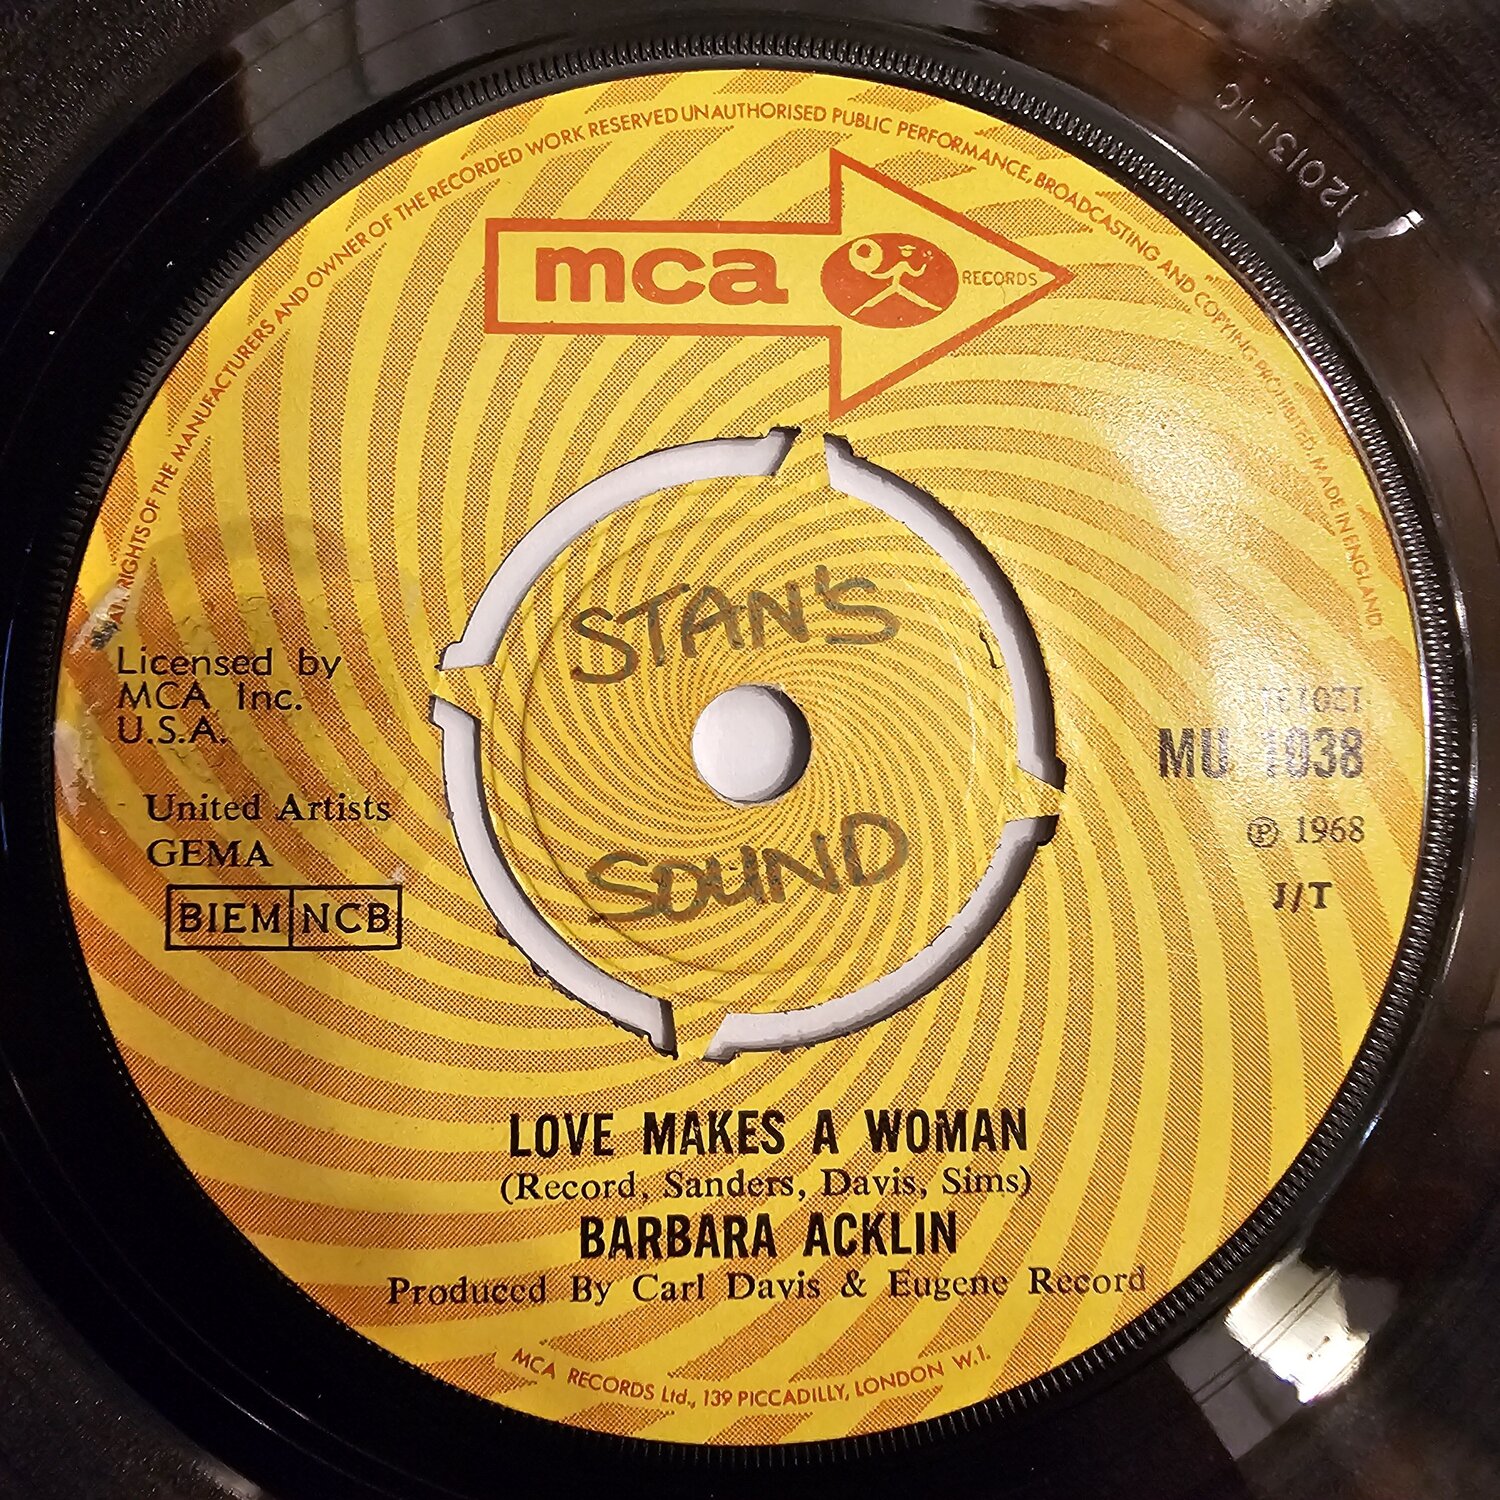 ALL RIGHTS OF THE MANUFACTURERS AND OWNER OF THE RECORDED WORK RESERVED UNAUTHORISED PUBLIC PERFORMANCE, BROADCASTING AND COPYING PROHIBITED. MADE IN ENGLAND
mca RECORDS
12013I-1C
STAN'S
SOUND
Licensed by
MCA Inc.
U.S.A.
United Artists
GEMA
BIEM NCB
MU 1038
℗ 1968
J/T
LOVE MAKES A WOMAN
(Record, Sanders, Davis, Sims)
BARBARA ACKLIN
Produced By Carl Davis & Eugene Record
MCA RECORDS Ltd., 139 PICCADILLY, LONDON W.1.